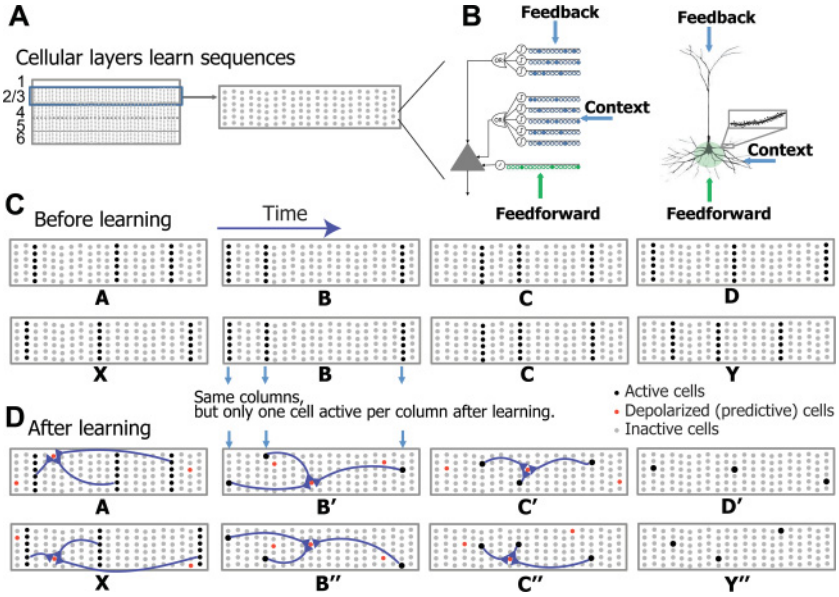 A
Cellular layers learn sequences
1
2/3
4
5
6
B
Feedback
OR
OR
Context
Feedforward
Feedback
Context
Feedforward
C
Before learning
Time
A
B
C
D
X
B
C
Y
Same columns,
but only one cell active per column after learning.
Active cells
Depolarized (predictive) cells
Inactive cells
D
After learning
A
B′
C′
D′
X
B″
C″
Y″